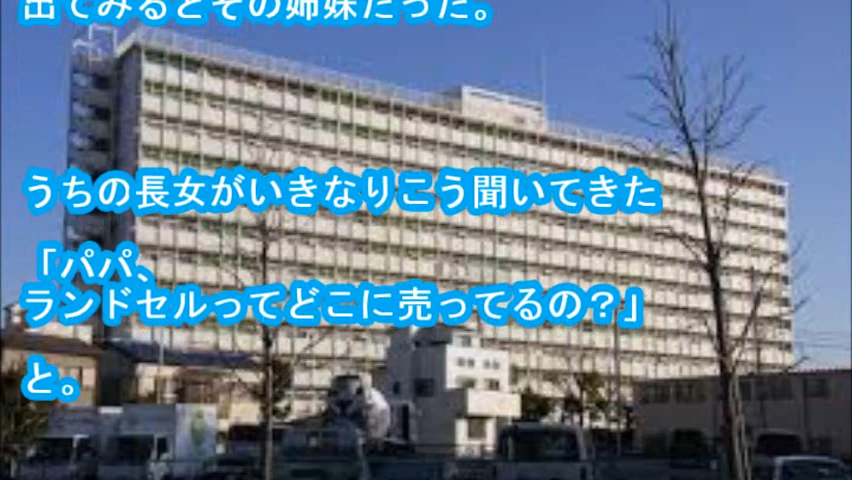 出てみるとその姉妹だった。
うちの長女がいきなりこう聞いてきた
「パパ、
ランドセルってどこに売ってるの？」
と。